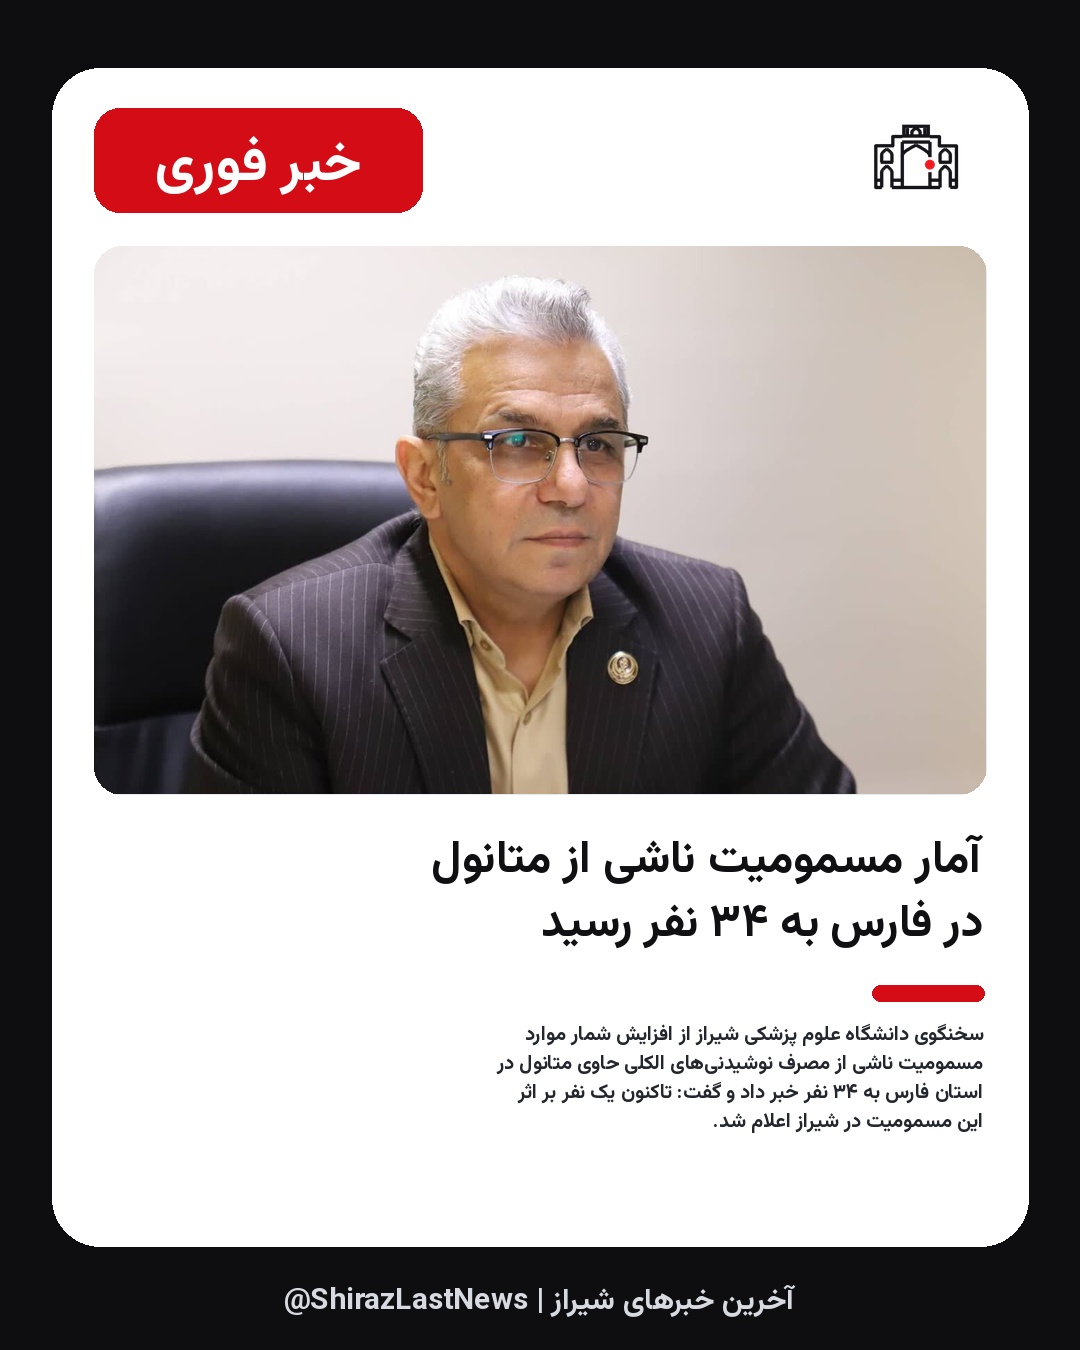 خبر فوری
آمار مسمومیت ناشی از متانول
در فارس به ۳۴ نفر رسید
سخنگوی دانشگاه علوم پزشکی شیراز از افزایش شمار موارد
مسمومیت ناشی از مصرف نوشیدنی‌های الکلی حاوی متانول در
استان فارس به ۳۴ نفر خبر داد و گفت: تاکنون یک نفر بر اثر
این مسمومیت در شیراز اعلام شد.
آخرین خبرهای شیراز | @ShirazLastNews